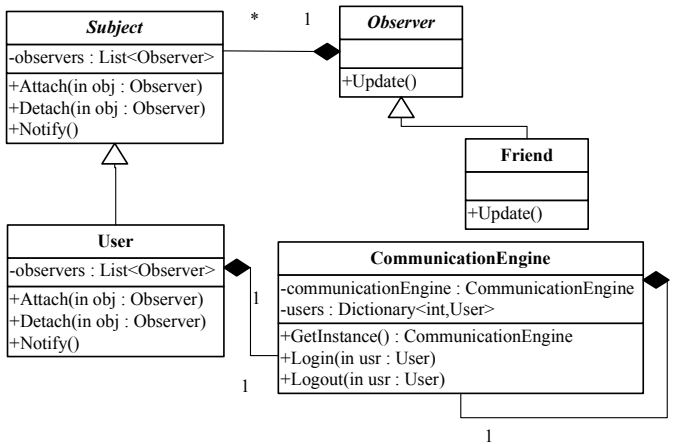 Subject
-observers : List<Observer>
+Attach(in obj : Observer)
+Detach(in obj : Observer)
+Notify()
*
1
Observer
+Update()
Friend
+Update()
User
-observers : List<Observer>
+Attach(in obj : Observer)
+Detach(in obj : Observer)
+Notify()
1
1
CommunicationEngine
-communicationEngine : CommunicationEngine
-users : Dictionary<int,User>
+GetInstance() : CommunicationEngine
+Login(in usr : User)
+Logout(in usr : User)
1